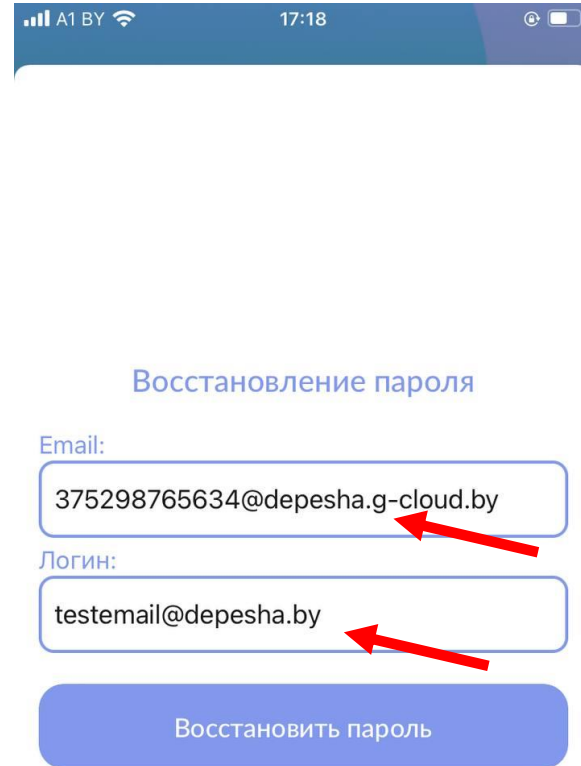 A1 BY 17:18
Восстановление пароля
Email:
375298765634@depesha.g-cloud.by
Логин:
testemail@depesha.by
Восстановить пароль